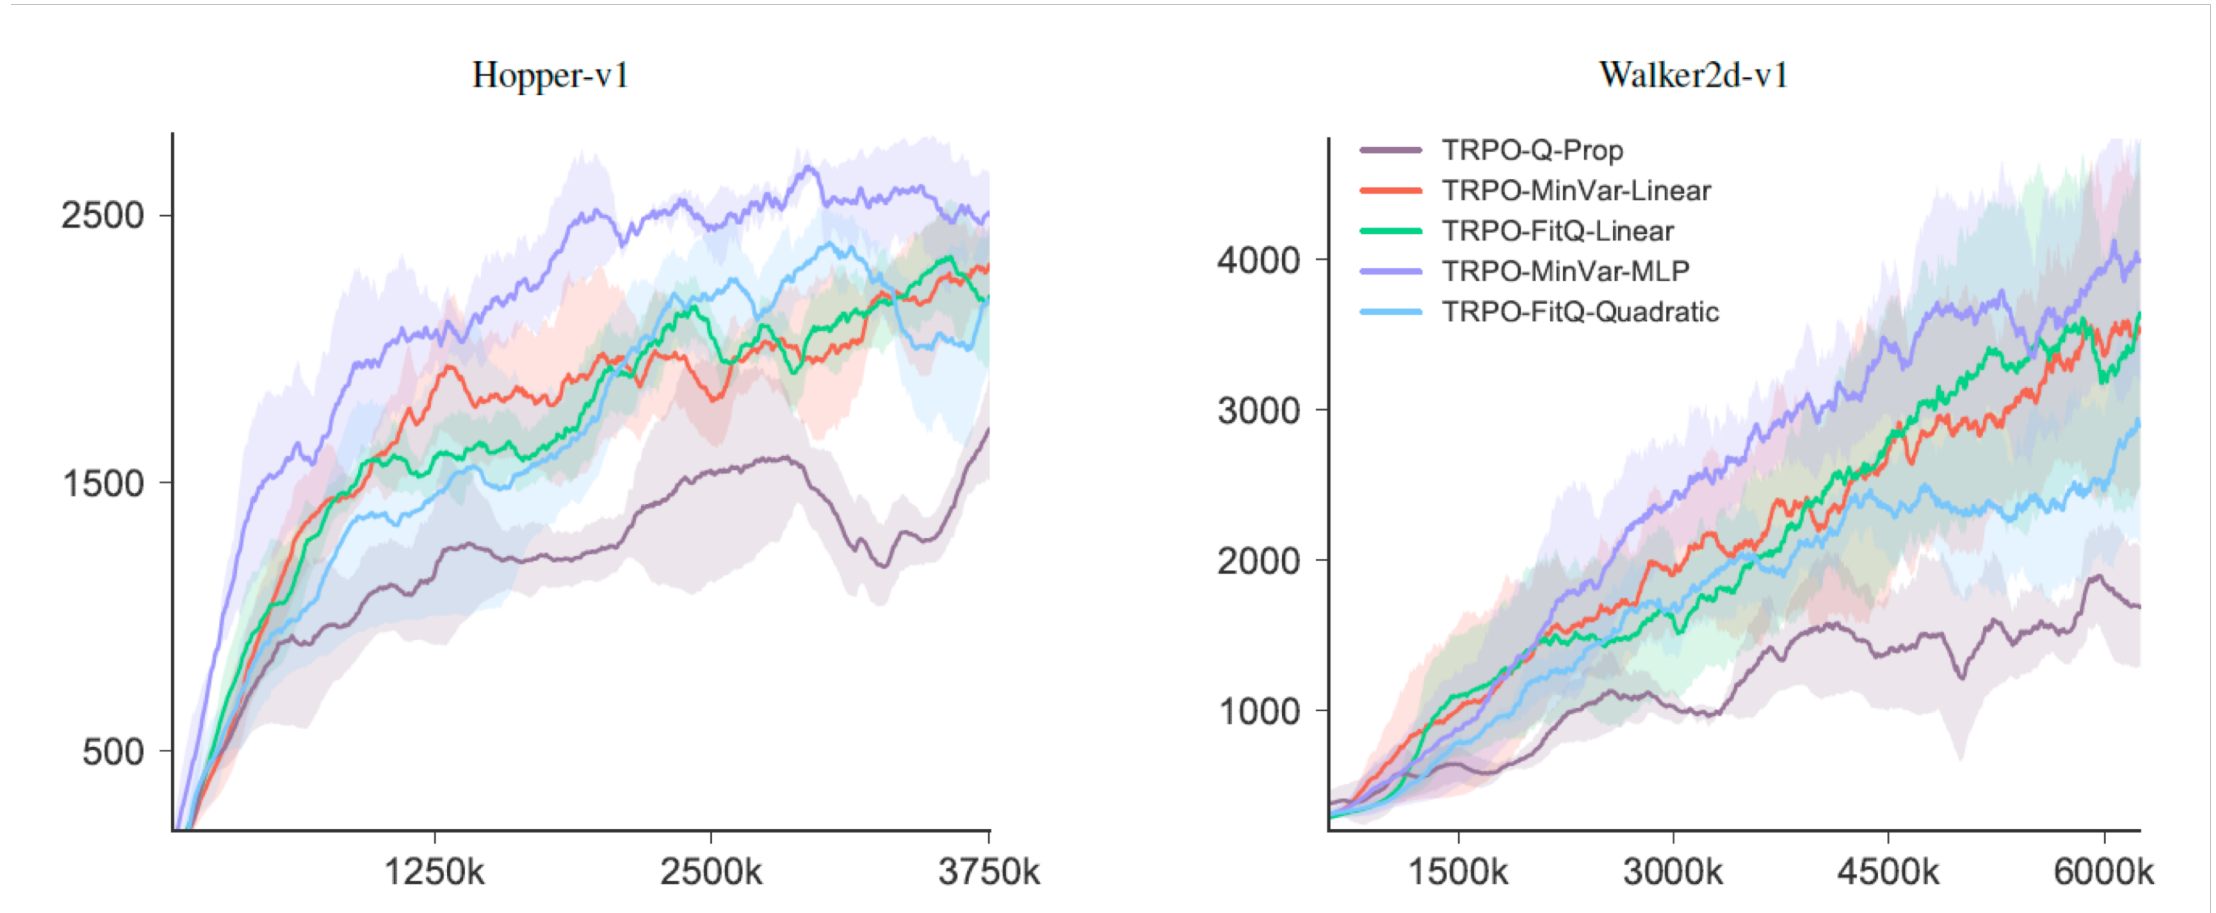 Hopper-v1
2500
1500
500
1250k
2500k
3750k
Walker2d-v1
TRPO-Q-Prop
TRPO-MinVar-Linear
TRPO-FitQ-Linear
TRPO-MinVar-MLP
TRPO-FitQ-Quadratic
4000
3000
2000
1000
1500k
3000k
4500k
6000k